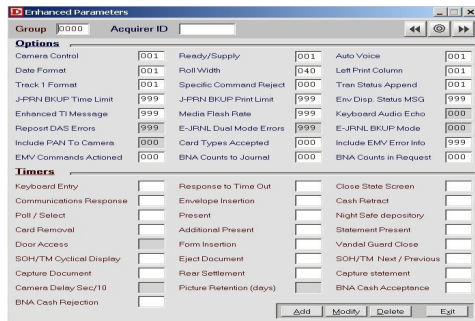 Enhanced Parameters
Group 0000 Acquirer ID
Options
Camera Control 001 Ready/Supply 001 Auto Voice 001
Date Format 001 Roll Width 040 Left Print Column 001
Track 1 Format 001 Specific Command Reject 000 Tran Status Append 001
J-PRN BKUP Time Limit 999 J-PRN BKUP Print Limit 999 Env Disp. Status MSG 999
Enhanced TI Message 999 Media Flash Rate 999 Keyboard Audio Echo 000
Repost DAS Errors 999 E-JRNL Dual Mode Errors 999 E-JRNL BKUP Mode 000
Include PAN To Camera 000 Card Types Accepted 000 Include EMV Error Info 999
EMV Commands Actioned 000 BNA Counts to Journal 000 BNA Counts in Request 000
Timers
Keyboard Entry Response to Time Out Close State Screen
Communications Response Envelope Insertion Cash Retract
Poll / Select Present Night Safe depository
Card Removal Additional Present Statement Present
Door Access Form Insertion Vandal Guard Close
SOH/TM Cyclical Display Eject Document SOH/TM Next / Previous
Capture Document Rear Settlement Capture statement
Camera Delay Sec/10 Picture Retention (days) BNA Cash Acceptance
BNA Cash Rejection
Add Modify Delete Exit